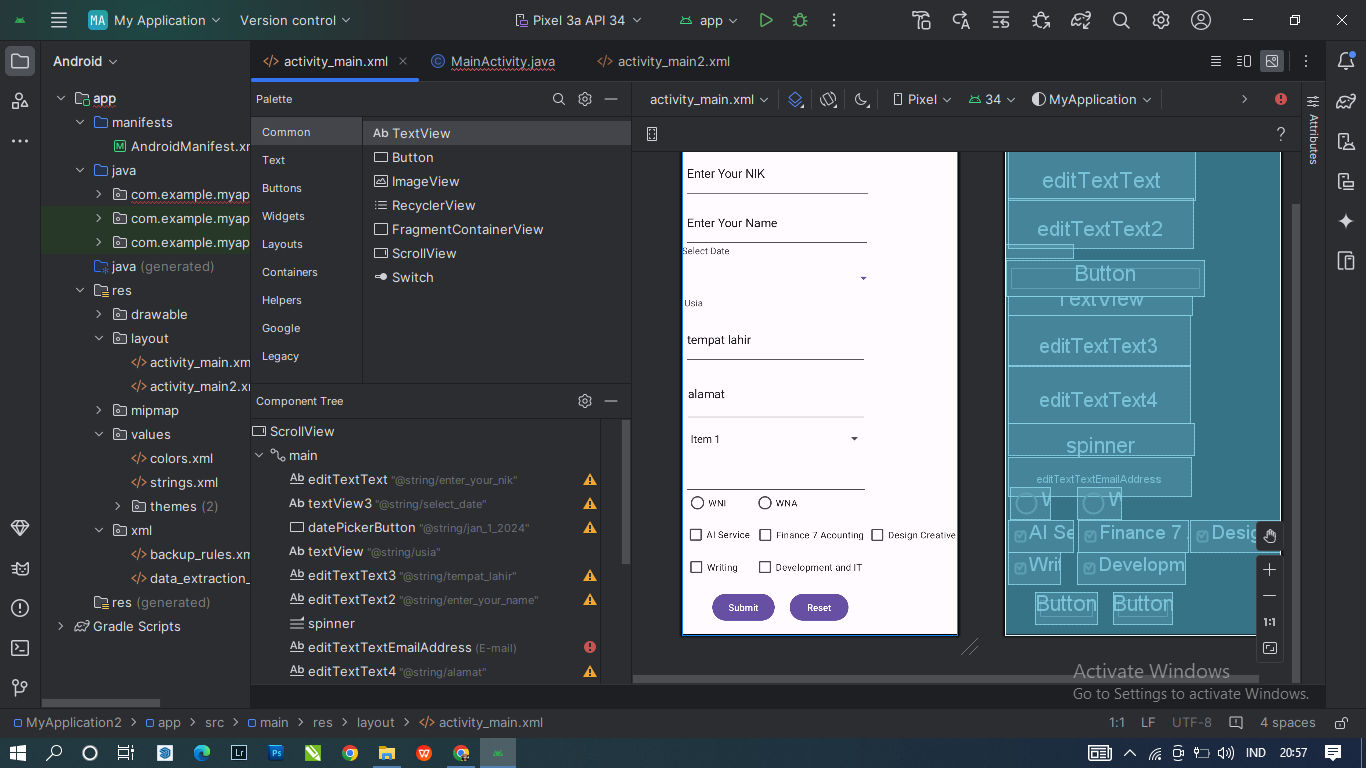 MA My Application Version control Pixel 3a API 34 app
Android
activity_main.xml MainActivity.java activity_main2.xml
app
manifests
AndroidManifest.xm
java
com.example.myap
com.example.myap
com.example.myap
java (generated)
res
drawable
layout
activity_main.xm
activity_main2.x
mipmap
values
colors.xml
strings.xml
themes (2)
xml
backup_rules.xm
data_extraction_
res (generated)
Gradle Scripts
Palette
Common
Text
Buttons
Widgets
Layouts
Containers
Helpers
Google
Legacy
Ab TextView
Button
ImageView
RecyclerView
FragmentContainerView
ScrollView
Switch
Component Tree
ScrollView
main
Ab editTextText "@string/enter_your_nik"
Ab textView3 "@string/select_date"
datePickerButton "@string/jan_1_2024"
Ab textView "@string/usia"
Ab editTextText3 "@string/tempat_lahir"
Ab editTextText2 "@string/enter_your_name"
spinner
Ab editTextTextEmailAddress (E-mail)
Ab editTextText4 "@string/alamat"
activity_main.xml Pixel 34 MyApplication
?
Attributes
Enter Your NIK
Enter Your Name
Select Date
Usia
tempat lahir
alamat
Item 1
WNI WNA
AI Service Finance 7 Acounting Design Creative
Writing Development and IT
Submit Reset
editTextText
editTextText2
Button
TextView
editTextText3
editTextText4
spinner
editTextTextEmailAddress
W W
AI Se Finance 7 Desig
Writ Developm
Button Button
1:1
Activate Windows
Go to Settings to activate Windows.
MyApplication2 > app > src > main > res > layout > activity_main.xml 1:1 LF UTF-8 4 spaces
Lr Ps IND 20:57